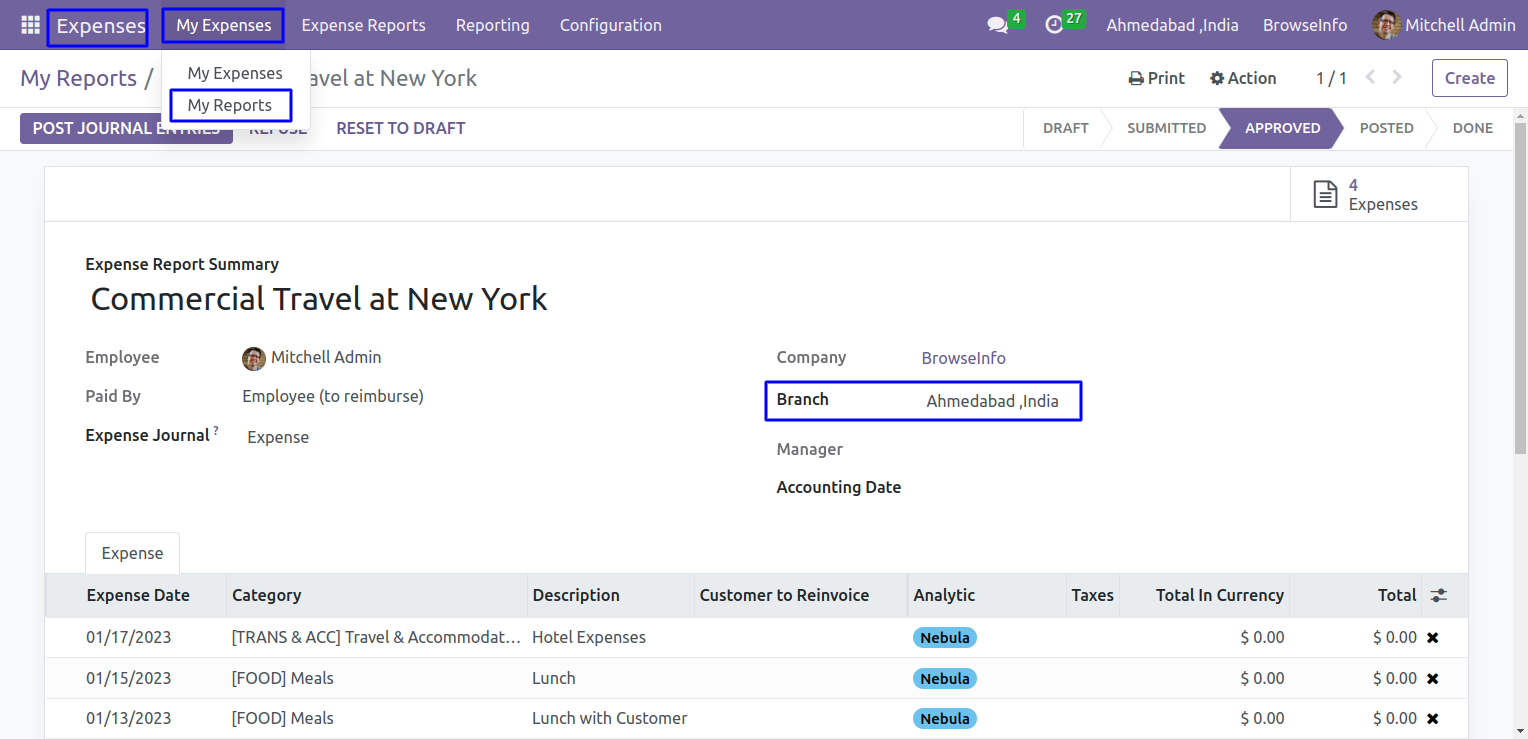 Expenses My Expenses Expense Reports Reporting Configuration 4 27 Ahmedabad ,India BrowseInfo Mitchell Admin
My Reports / avel at New York Print Action 1 / 1 Create
My Expenses
My Reports
POST JOURNAL ENTRIES REFUSE RESET TO DRAFT DRAFT SUBMITTED APPROVED POSTED DONE
4
Expenses
Expense Report Summary
Commercial Travel at New York
Employee Mitchell Admin
Paid By Employee (to reimburse)
Expense Journal ? Expense
Company BrowseInfo
Branch Ahmedabad ,India
Manager
Accounting Date
Expense
Expense Date Category Description Customer to Reinvoice Analytic Taxes Total In Currency Total
01/17/2023 [TRANS & ACC] Travel & Accommodat... Hotel Expenses Nebula $ 0.00 $ 0.00
01/15/2023 [FOOD] Meals Lunch Nebula $ 0.00 $ 0.00
01/13/2023 [FOOD] Meals Lunch with Customer Nebula $ 0.00 $ 0.00